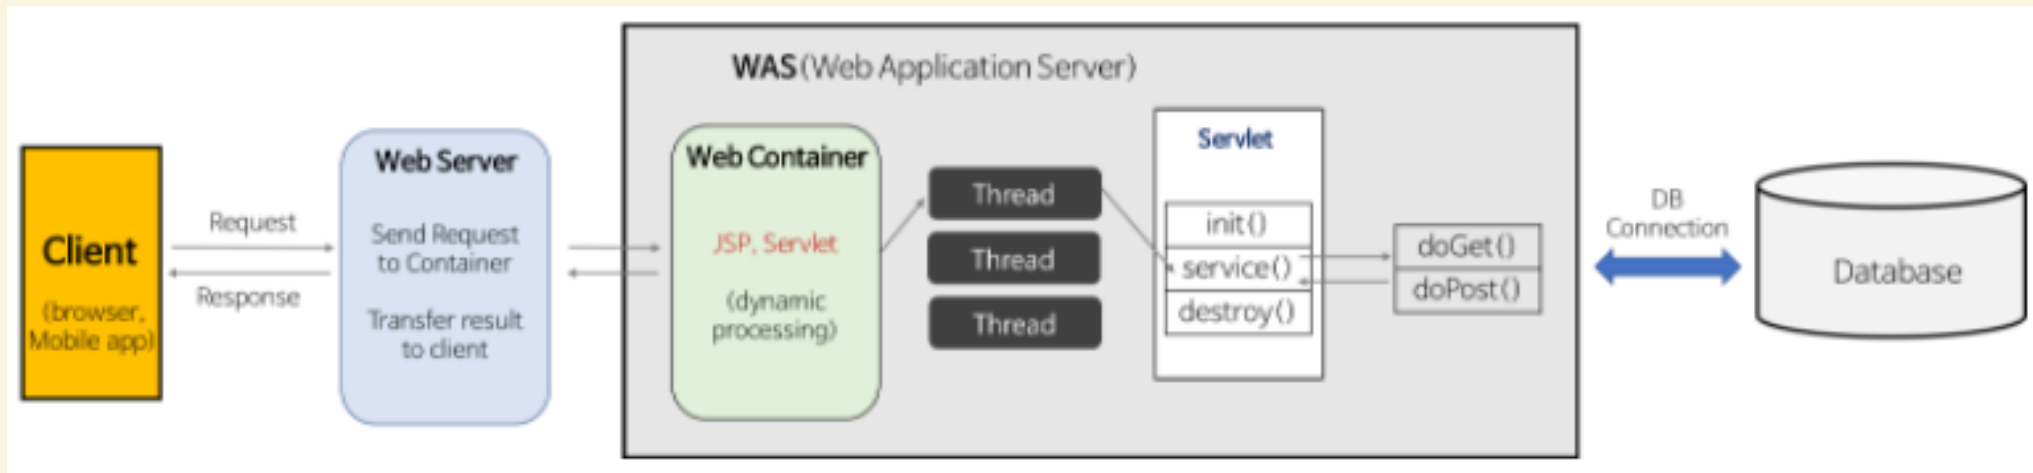 WAS(Web Application Server)
Client
(browser,
Mobile app)
Request
Response
Web Server
Send Request
to Container
Transfer result
to client
Web Container
JSP, Servlet
(dynamic
processing)
Thread
Thread
Thread
Servlet
init()
service()
destroy()
doGet()
doPost()
DB
Connection
Database